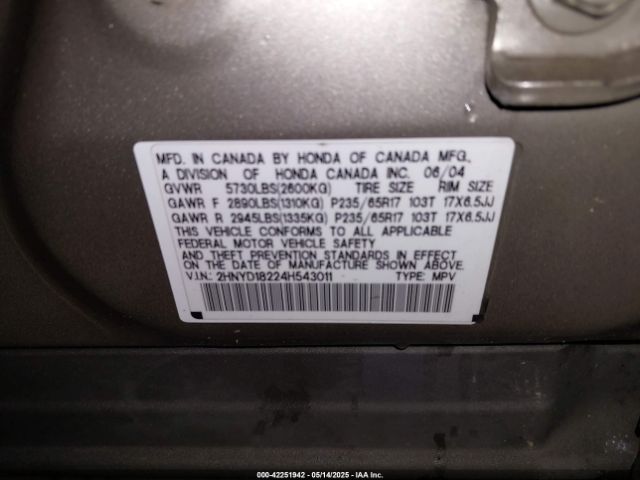 MFD. IN CANADA BY HONDA OF CANADA MFG.,
A DIVISION OF HONDA CANADA INC. 06/04
GVWR 5730LBS(2600KG) TIRE SIZE RIM SIZE
GAWR F 2890LBS(1310KG) P235/65R17 103T 17X6.5JJ
GAWR R 2945LBS(1335KG) P235/65R17 103T 17X6.5JJ
THIS VEHICLE CONFORMS TO ALL APPLICABLE
FEDERAL MOTOR VEHICLE SAFETY
AND THEFT PREVENTION STANDARDS IN EFFECT
ON THE DATE OF MANUFACTURE SHOWN ABOVE.
V.I.N.: 2HNYD18224H543011 TYPE: MPV
000-42251942 - 05/14/2025 - IAA Inc.